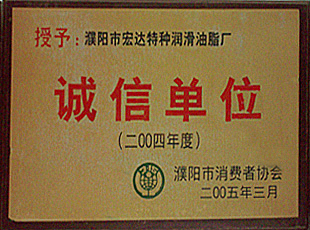 授予：濮阳市宏达特种润滑油脂厂
诚信单位
（二00四年度）
濮阳市消费者协会
二00五年三月